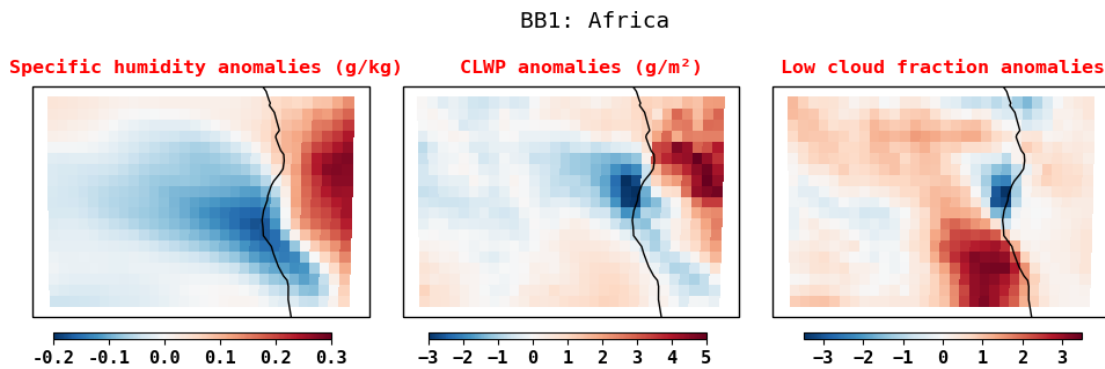 BB1: Africa
Specific humidity anomalies (g/kg) CLWP anomalies (g/m²) Low cloud fraction anomalies
-0.2 -0.1 0.0 0.1 0.2 0.3 −3 −2 −1 0 1 2 3 4 5 −3 −2 −1 0 1 2 3